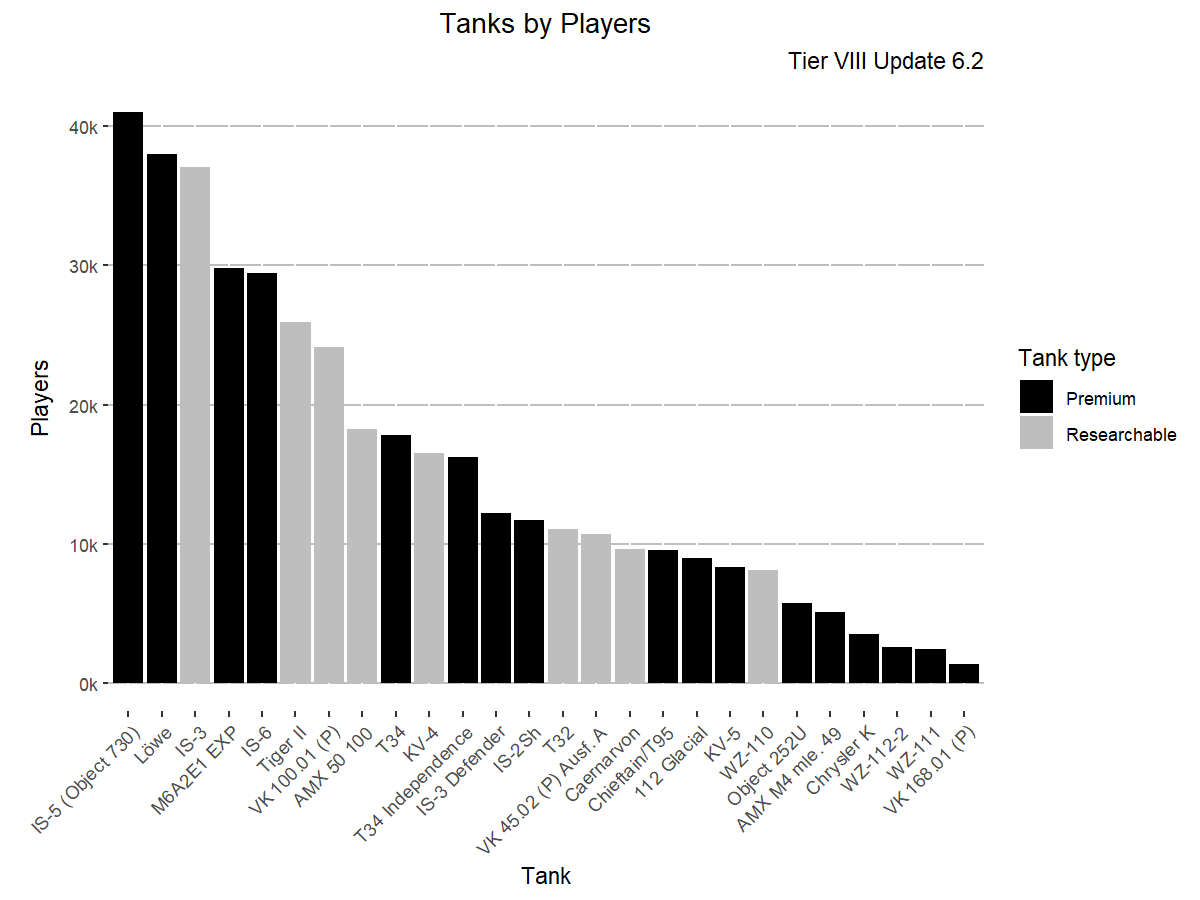 Tanks by Players
Tier VIII Update 6.2
Players
40k
30k
20k
10k
0k
IS-5 (Object 730)
Löwe
IS-3
M6A2E1 EXP
IS-6
Tiger II
VK 100.01 (P)
AMX 50 100
T34
KV-4
T34 Independence
IS-3 Defender
IS-2Sh
T32
VK 45.02 (P) Ausf. A
Caernarvon
Chieftain/T95
112 Glacial
KV-5
WZ-110
Object 252U
AMX M4 mle. 49
Chrysler K
WZ-112-2
WZ-111
VK 168.01 (P)
Tank
Tank type
Premium
Researchable